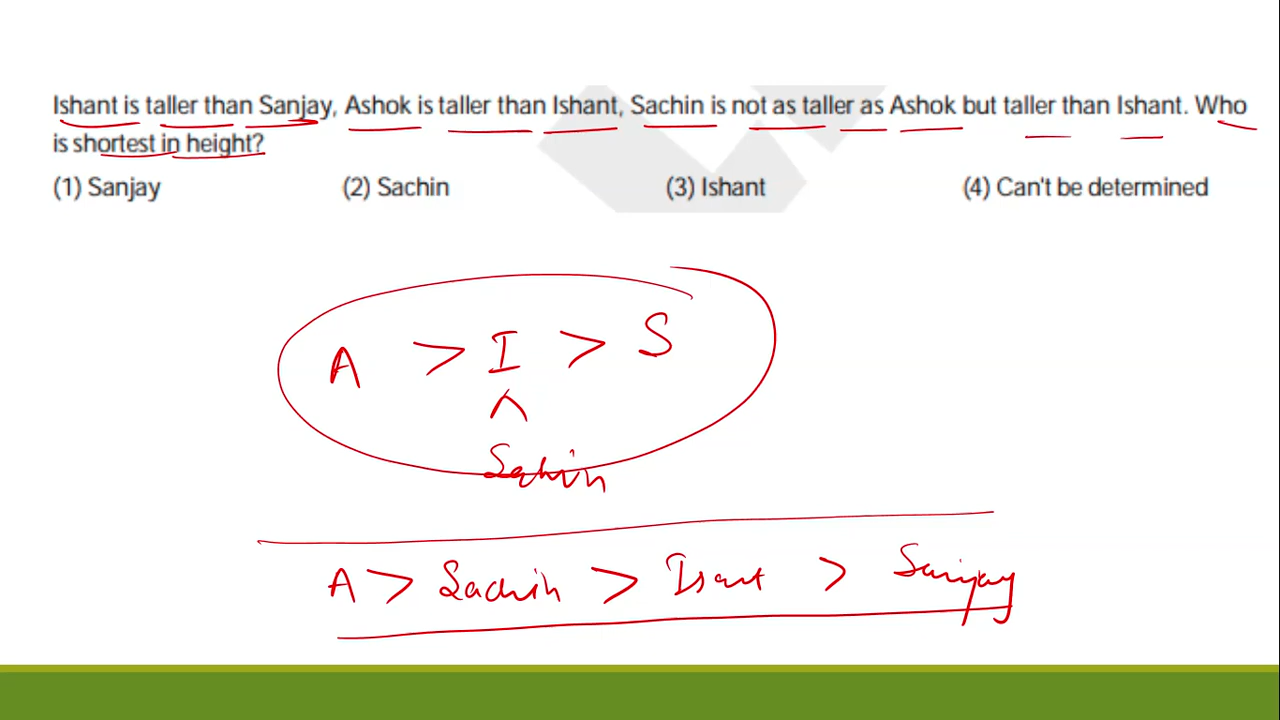 Ishant is taller than Sanjay, Ashok is taller than Ishant, Sachin is not as taller as Ashok but taller than Ishant. Who
is shortest in height?
(1) Sanjay (2) Sachin (3) Ishant (4) Can't be determined
A > I > S
^
Sachin
A > Sachin > Isant > Sanjay